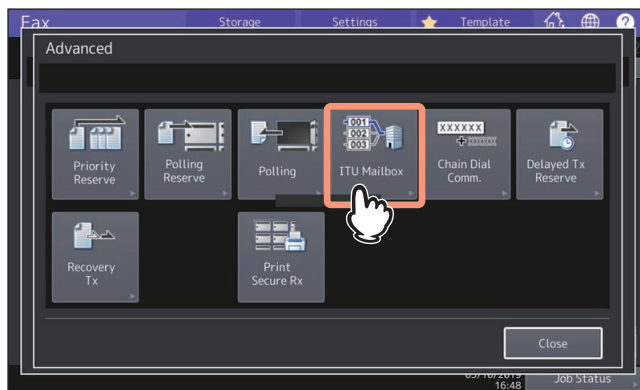 Fax
Storage
Settings
Template
?
Advanced
Priority
Reserve
Polling
Reserve
Polling
001
002
003
ITU Mailbox
XXXXXX
Chain Dial
Comm.
Delayed Tx
Reserve
Recovery
Tx
Print
Secure Rx
Close
16:48
Job Status